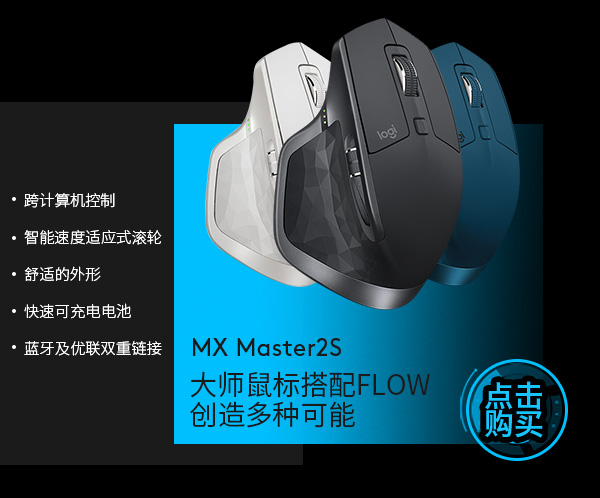 logi
跨计算机控制
智能速度适应式滚轮
舒适的外形
快速可充电电池
蓝牙及优联双重链接
MX Master2S
大师鼠标搭配FLOW
创造多种可能
点击
购买